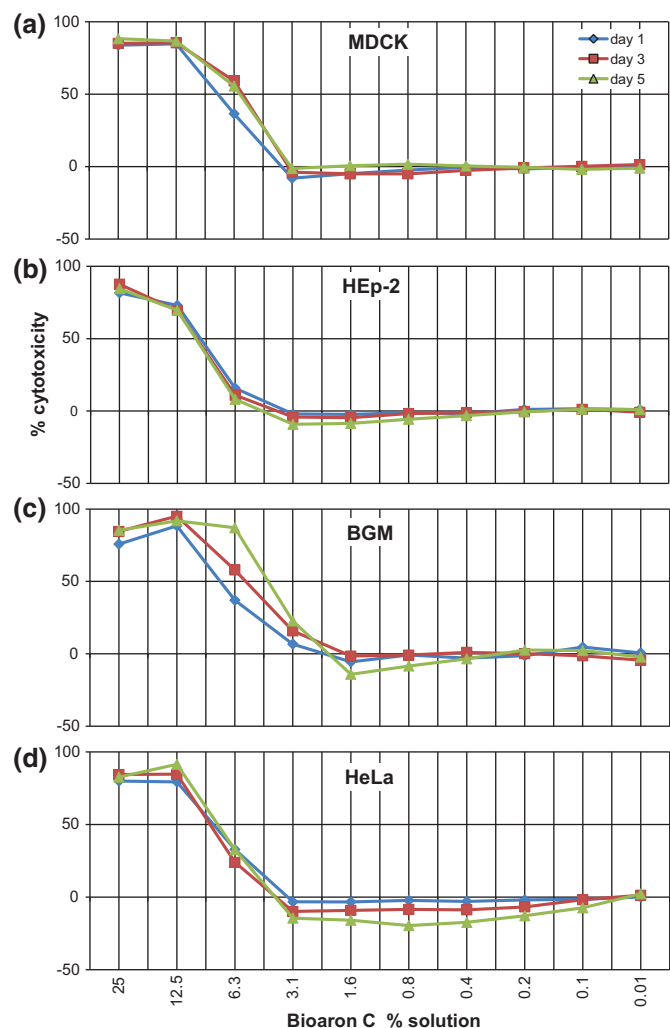 (a)
MDCK
day 1
day 3
day 5
100
50
0
-50
(b)
HEp-2
100
50
0
-50
% cytotoxicity
(c)
BGM
100
50
0
-50
(d)
HeLa
100
50
0
-50
25
12.5
6.3
3.1
1.6
0.8
0.4
0.2
0.1
0.01
Bioaron C % solution